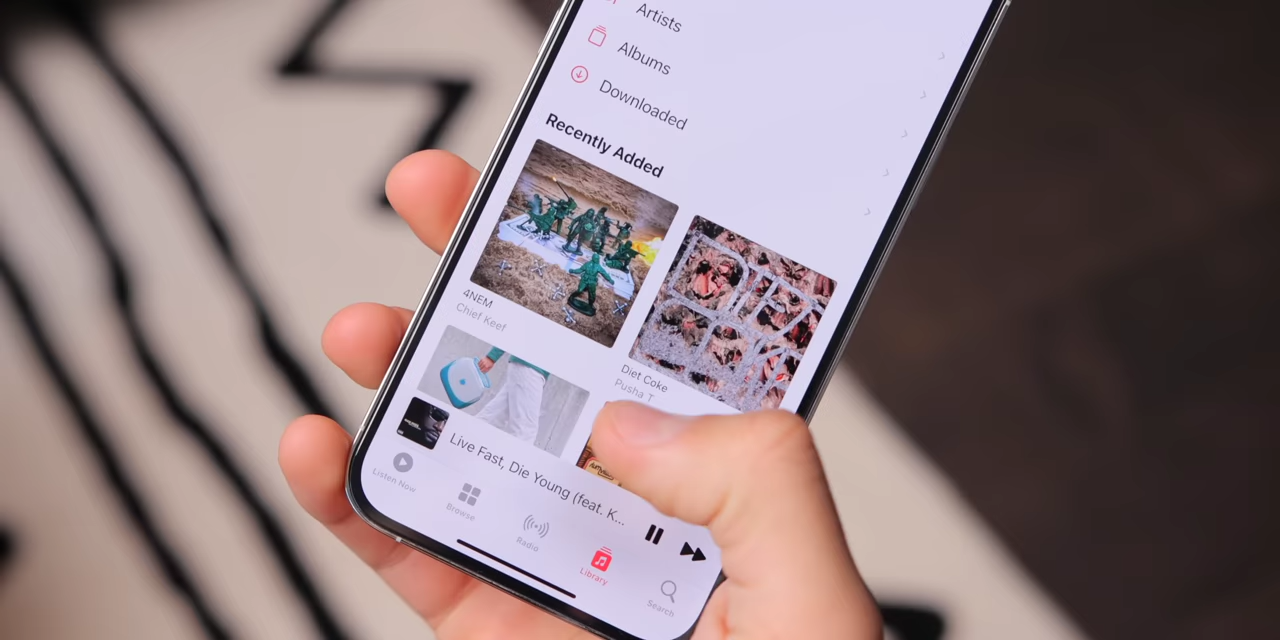 Artists
Albums
Downloaded
Recently Added
4NEM
Chief Keef
Diet Coke
Pusha T
Live Fast, Die Young (feat. K...
Listen Now
Browse
Radio
Library
Search